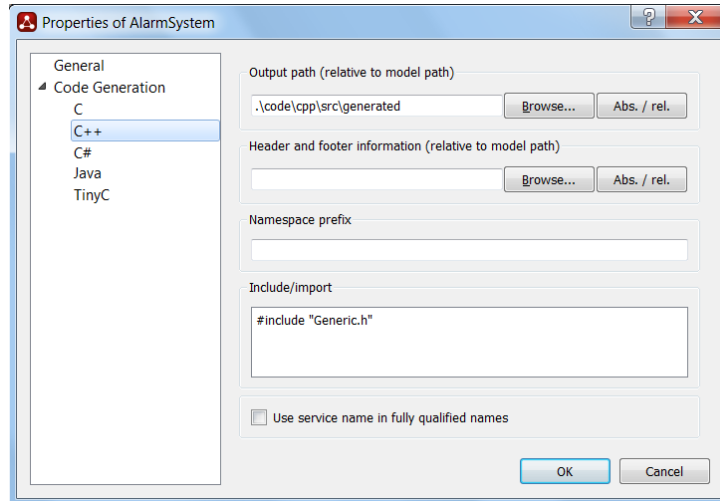 Properties of AlarmSystem
General
Code Generation
C
C++
C#
Java
TinyC
Output path (relative to model path)
.\code\cpp\src\generated
Browse...
Abs. / rel.
Header and footer information (relative to model path)
Browse...
Abs. / rel.
Namespace prefix
Include/import
#include "Generic.h"
Use service name in fully qualified names
OK
Cancel